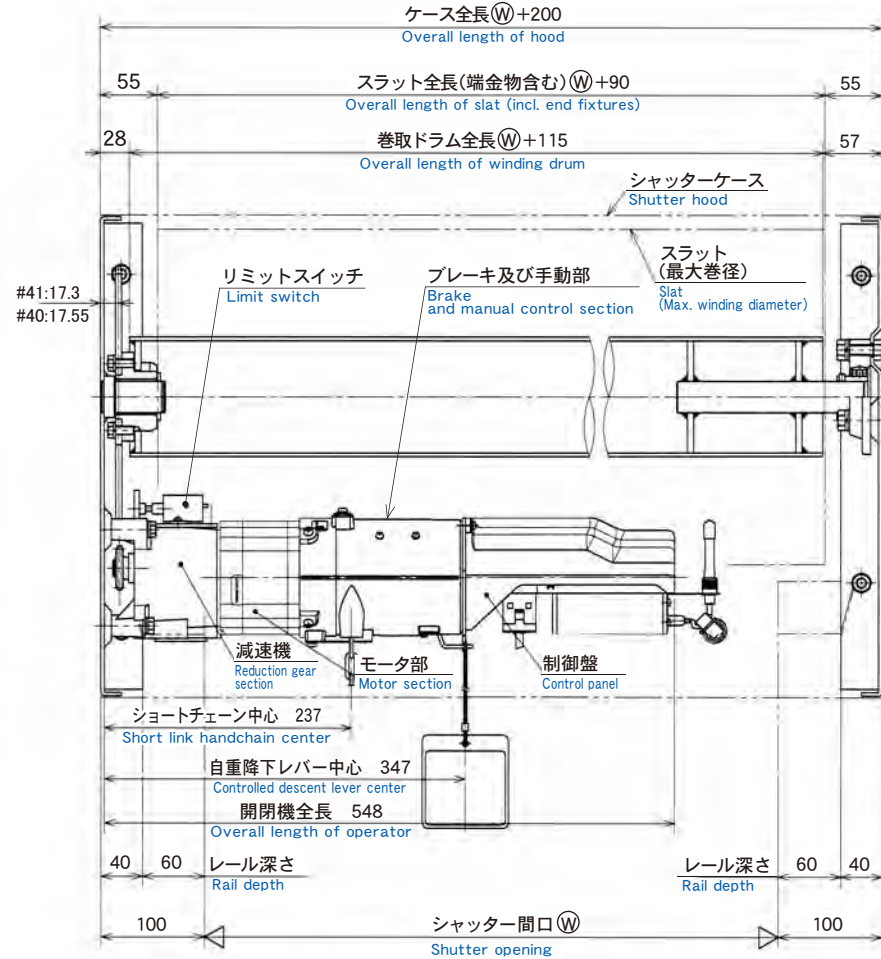 ケース全長Ⓦ+200
Overall length of hood
55
スラット全長(端金物含む)Ⓦ+90
55
Overall length of slat (incl. end fixtures)
28
巻取ドラム全長Ⓦ+115
57
Overall length of winding drum
シャッターケース
Shutter hood
スラット
(最大巻径)
Slat
(Max. winding diameter)
リミットスイッチ
Limit switch
ブレーキ及び手動部
Brake
and manual control section
#41:17.3
#40:17.55
減速機
Reduction gear
section
モータ部
Motor section
制御盤
Control panel
ショートチェーン中心 237
Short link handchain center
自重降下レバー中心 347
Controlled descent lever center
開閉機全長 548
Overall length of operator
40
60
レール深さ
Rail depth
レール深さ
Rail depth
60
40
100
シャッター間口Ⓦ
100
Shutter opening